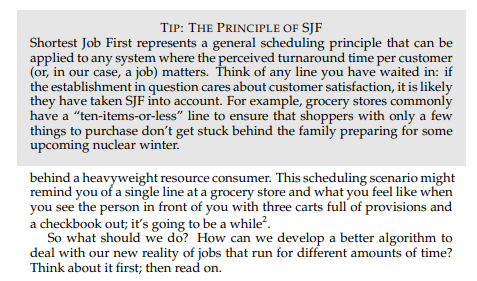 TIP: THE PRINCIPLE OF SJF
Shortest Job First represents a general scheduling principle that can be
applied to any system where the perceived turnaround time per customer
(or, in our case, a job) matters. Think of any line you have waited in: if
the establishment in question cares about customer satisfaction, it is likely
they have taken SJF into account. For example, grocery stores commonly
have a “ten-items-or-less” line to ensure that shoppers with only a few
things to purchase don’t get stuck behind the family preparing for some
upcoming nuclear winter.
behind a heavyweight resource consumer. This scheduling scenario might
remind you of a single line at a grocery store and what you feel like when
you see the person in front of you with three carts full of provisions and
a checkbook out; it’s going to be a while².
So what should we do? How can we develop a better algorithm to
deal with our new reality of jobs that run for different amounts of time?
Think about it first; then read on.